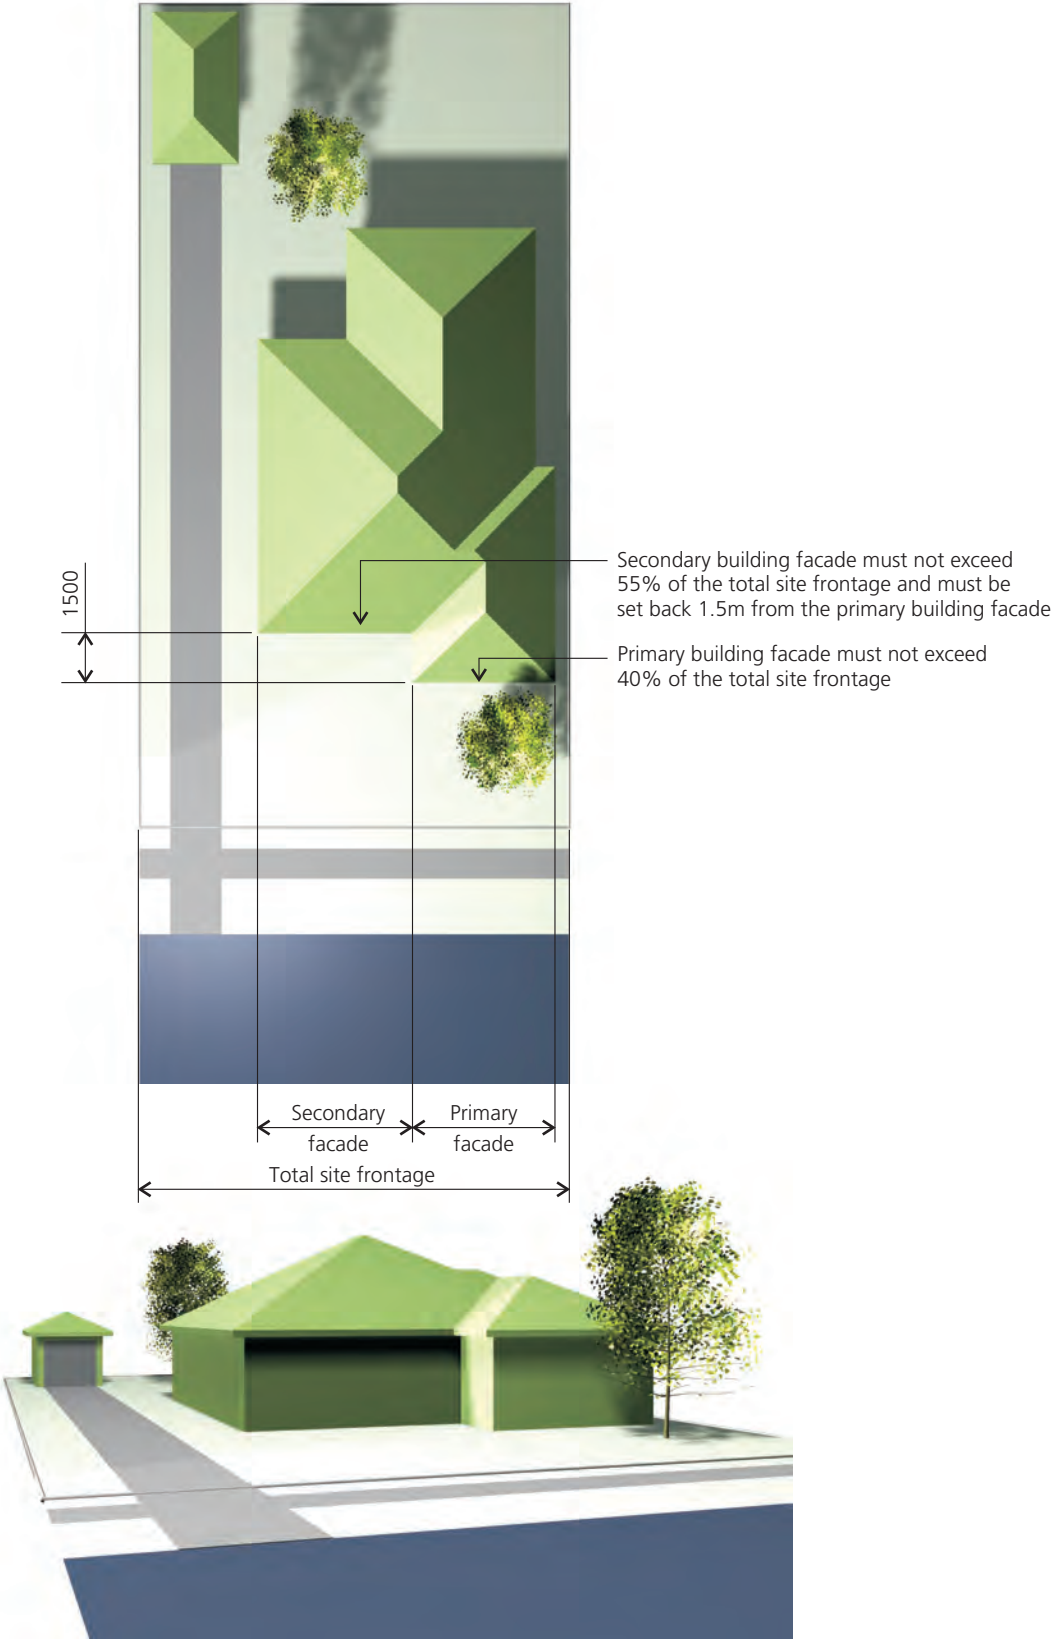 1500
Secondary building facade must not exceed
55% of the total site frontage and must be
set back 1.5m from the primary building facade
Primary building facade must not exceed
40% of the total site frontage
Secondary
facade
Primary
facade
Total site frontage